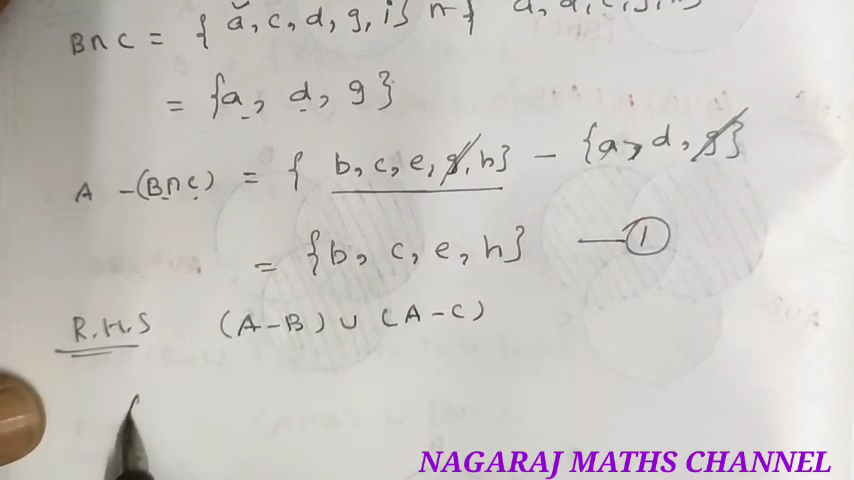 B∩C = { a, c, d, g, i} ∩ {
= {a, d, g}
A -(B∩C) = { b, c, e, g, h} - {a, d, g}
= {b, c, e, h} — ①
R.H.S (A-B) ∪ (A-C)
NAGARAJ MATHS CHANNEL